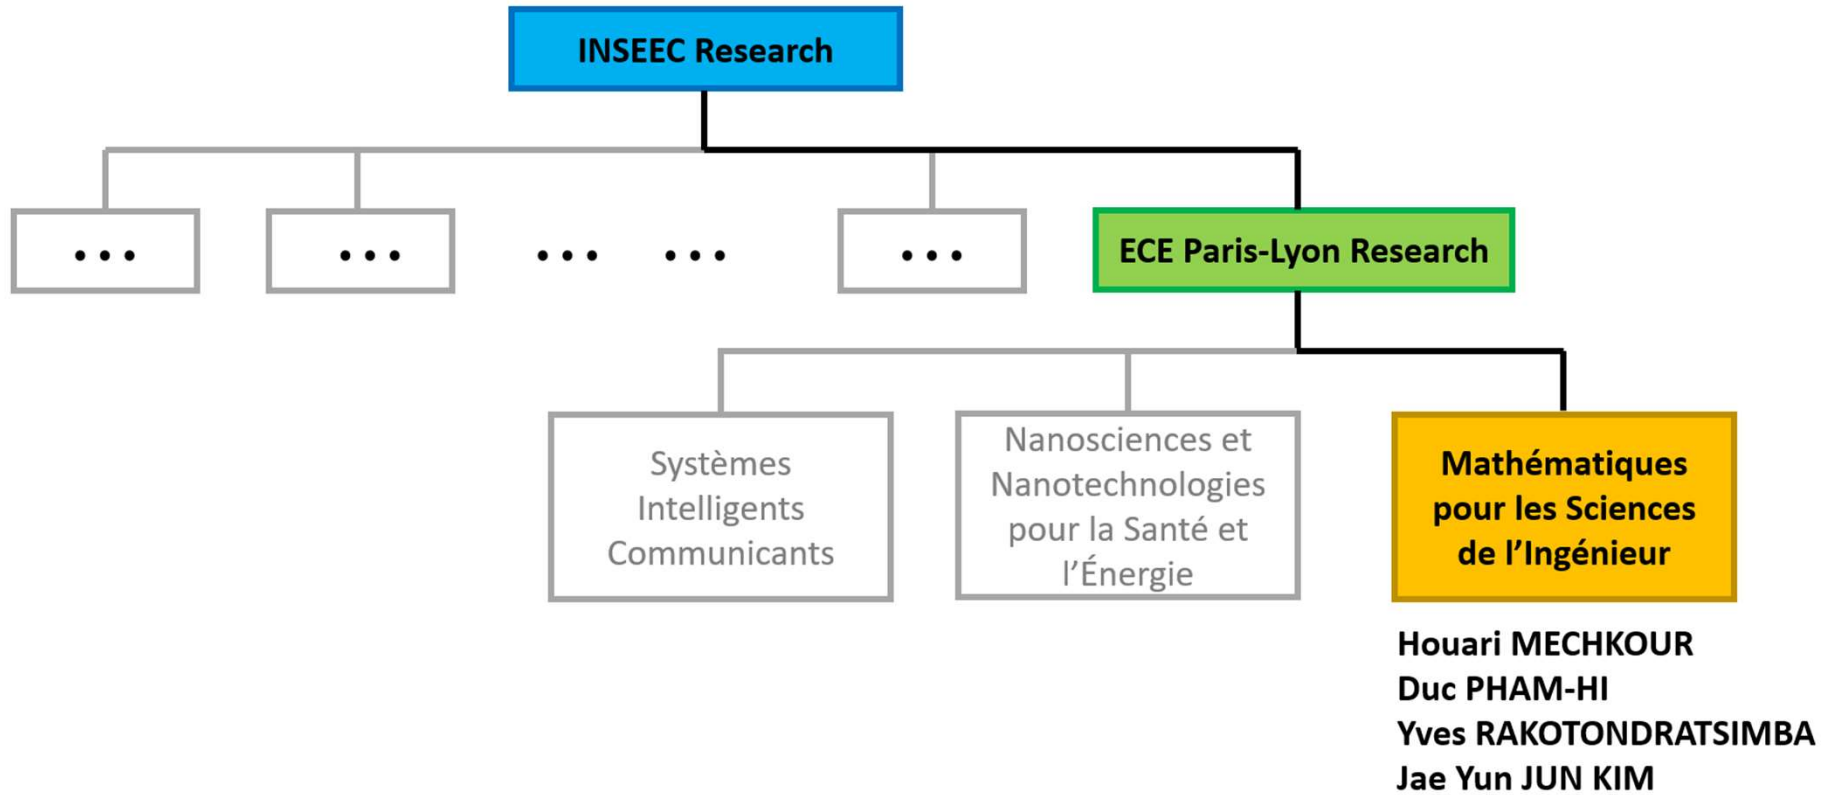 INSEEC Research
... ... ... ... ... ECE Paris-Lyon Research
Systèmes
Intelligents
Communicants
Nanosciences et
Nanotechnologies
pour la Santé et
l’Énergie
Mathématiques
pour les Sciences
de l’Ingénieur
Houari MECHKOUR
Duc PHAM-HI
Yves RAKOTONDRATSIMBA
Jae Yun JUN KIM